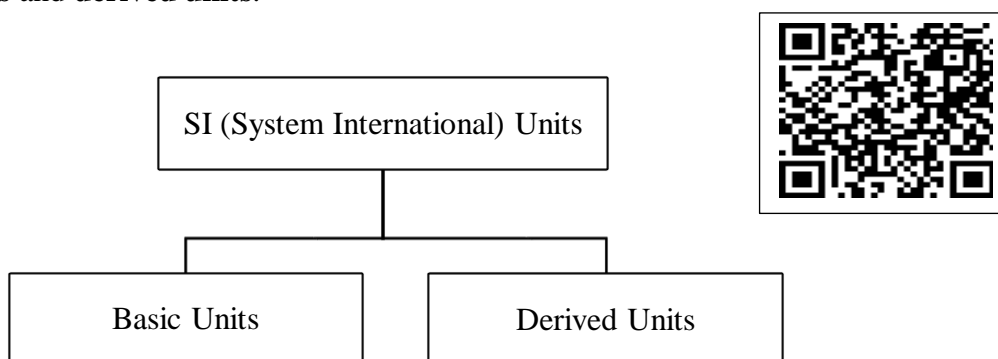 and derived units.
SI (System International) Units
Basic Units
Derived Units